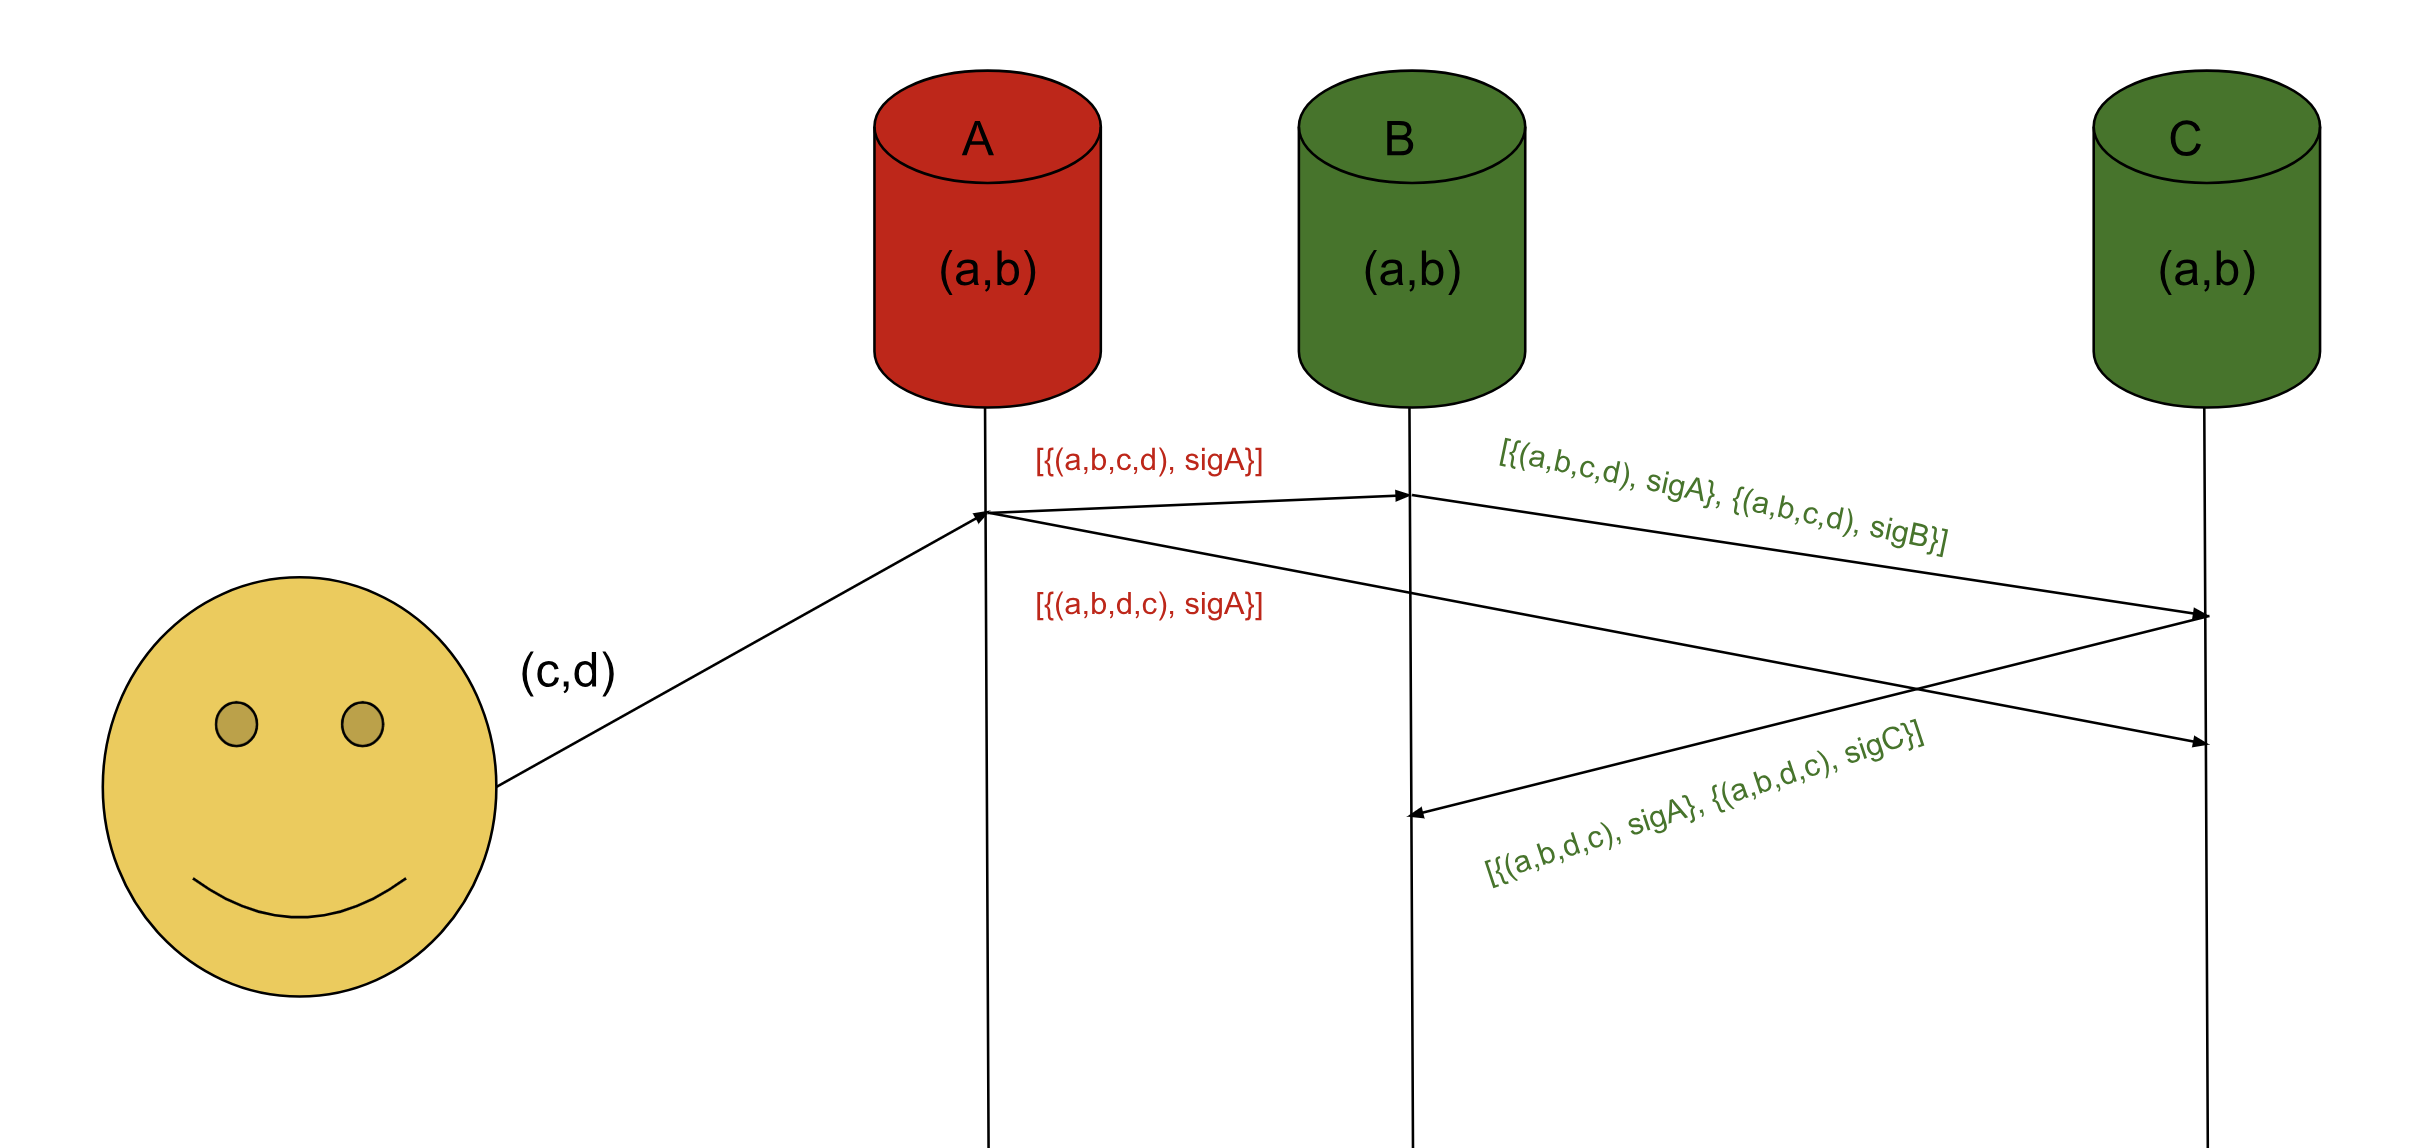 A
B
C
(a,b)
(a,b)
(a,b)
[{(a,b,c,d), sigA}]
[{(a,b,c,d), sigA}, {(a,b,c,d), sigB}]
[{(a,b,d,c), sigA}]
(c,d)
[{(a,b,d,c), sigA}, {(a,b,d,c), sigC}]